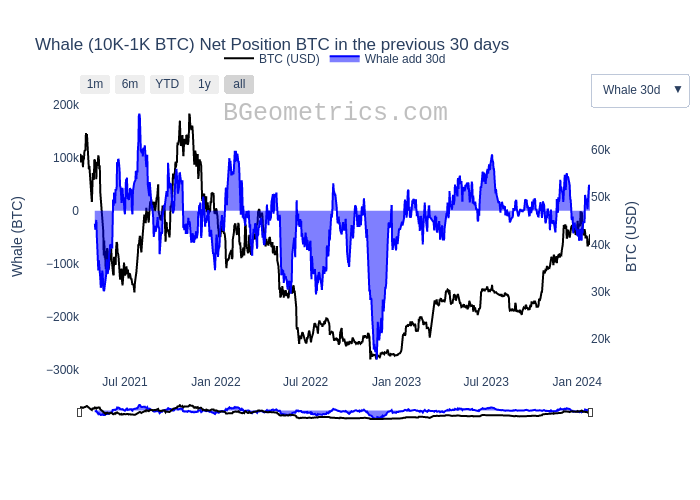 Whale (10K-1K BTC) Net Position BTC in the previous 30 days
BTC (USD) Whale add 30d
1m 6m YTD 1y all
Whale 30d ▼
BGeometrics.com
200k
100k
0
−100k
−200k
−300k
Whale (BTC)
60k
50k
40k
30k
20k
BTC (USD)
Jul 2021 Jan 2022 Jul 2022 Jan 2023 Jul 2023 Jan 2024